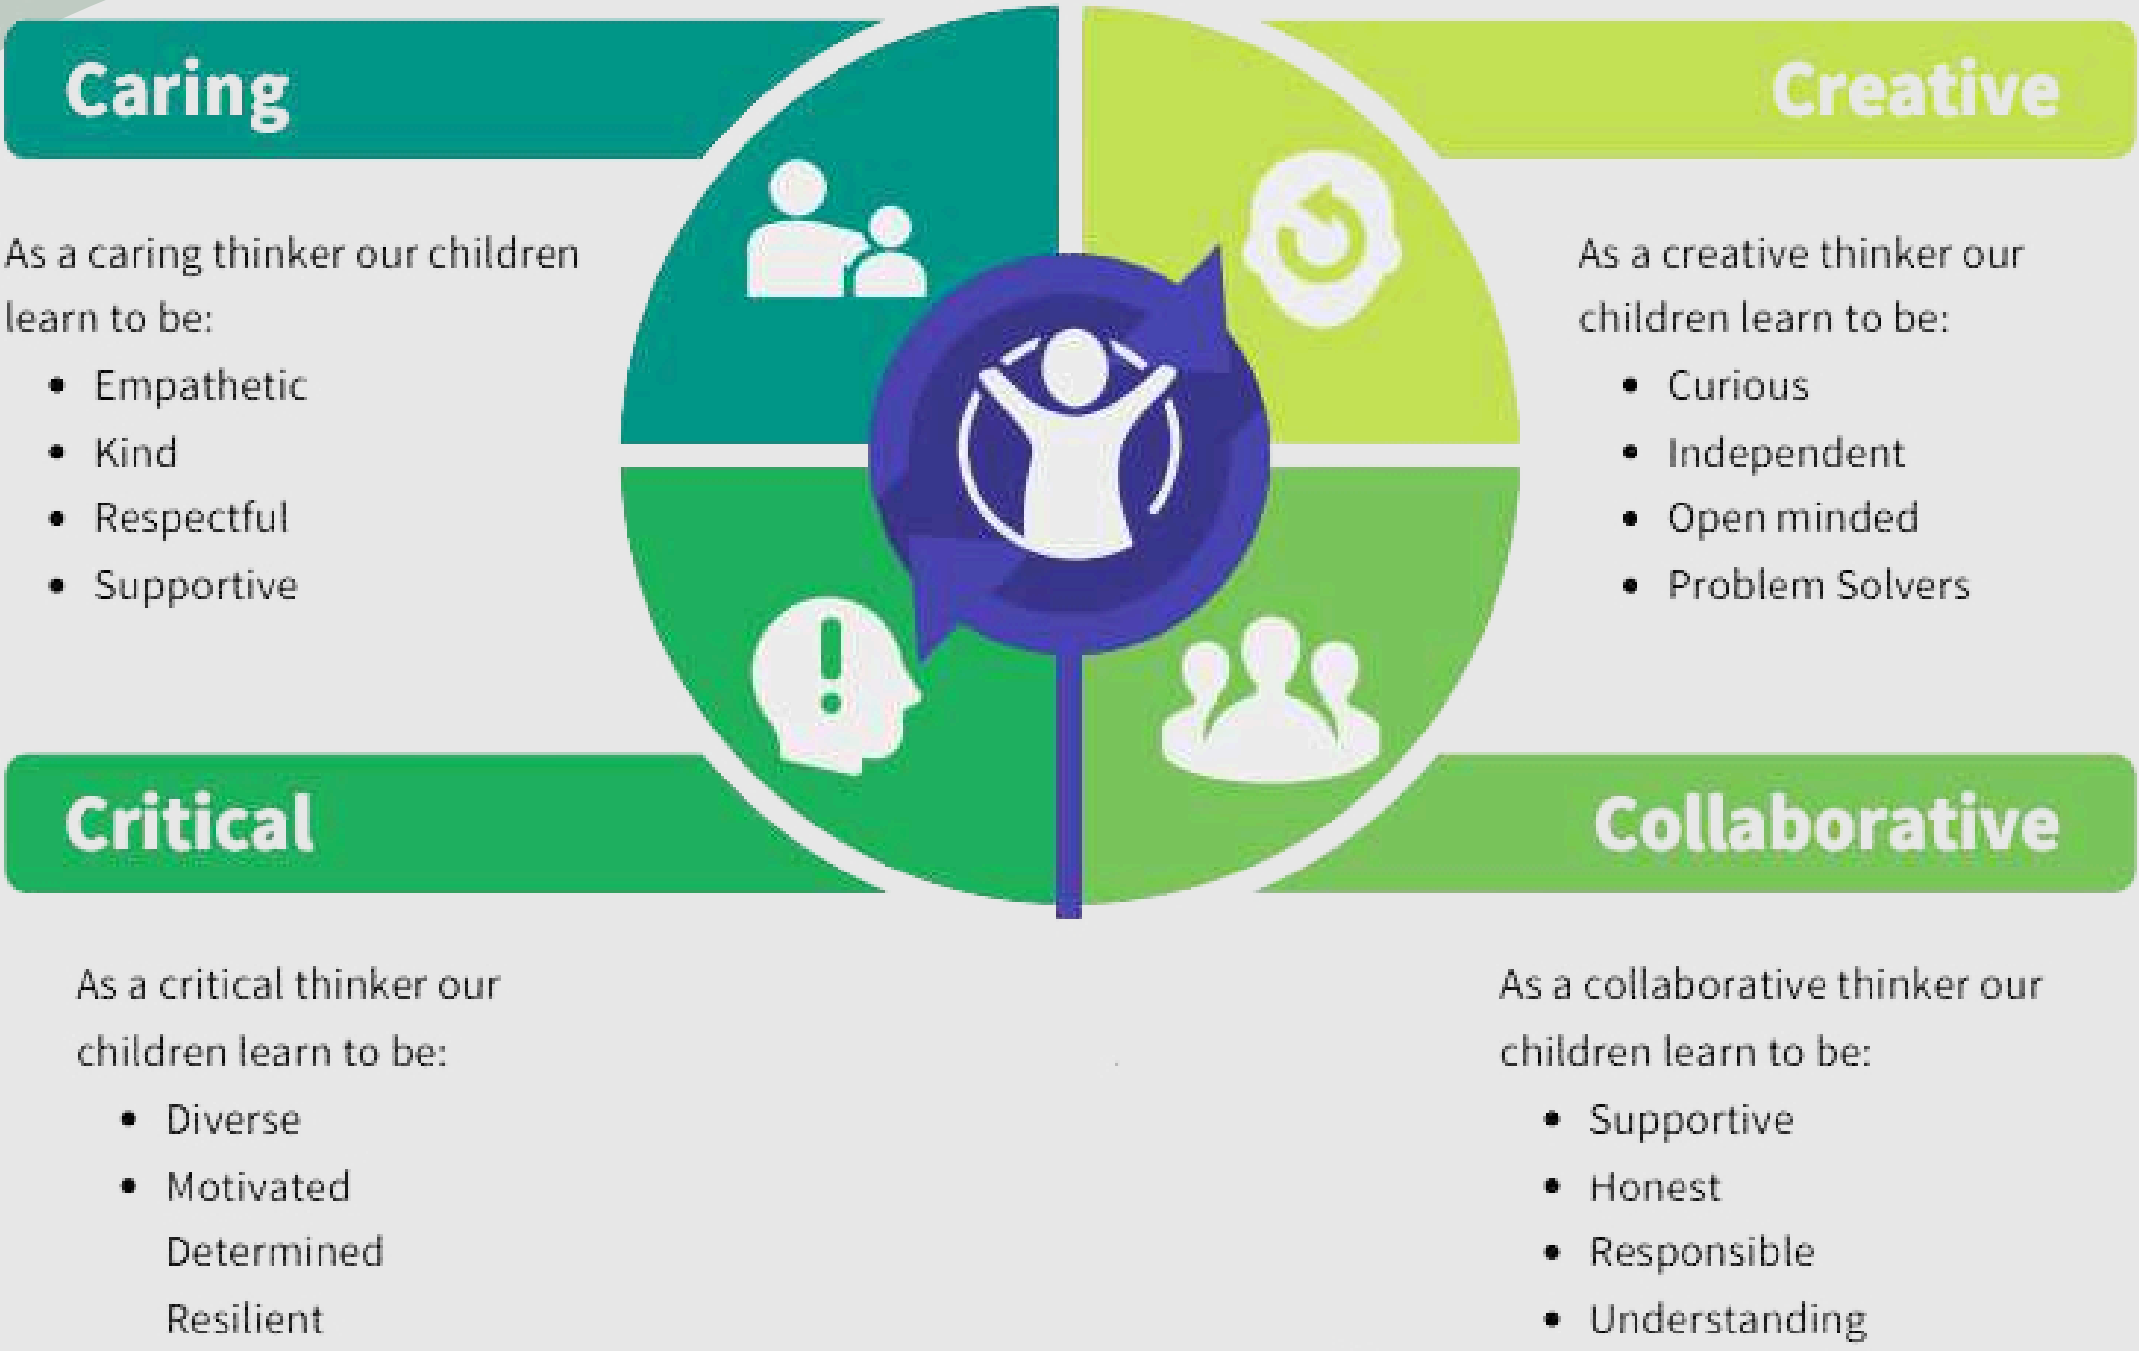 Caring
As a caring thinker our children
learn to be:
• Empathetic
• Kind
• Respectful
• Supportive
Creative
As a creative thinker our
children learn to be:
• Curious
• Independent
• Open minded
• Problem Solvers
Critical
As a critical thinker our
children learn to be:
• Diverse
• Motivated
Determined
Resilient
Collaborative
As a collaborative thinker our
children learn to be:
• Supportive
• Honest
• Responsible
• Understanding